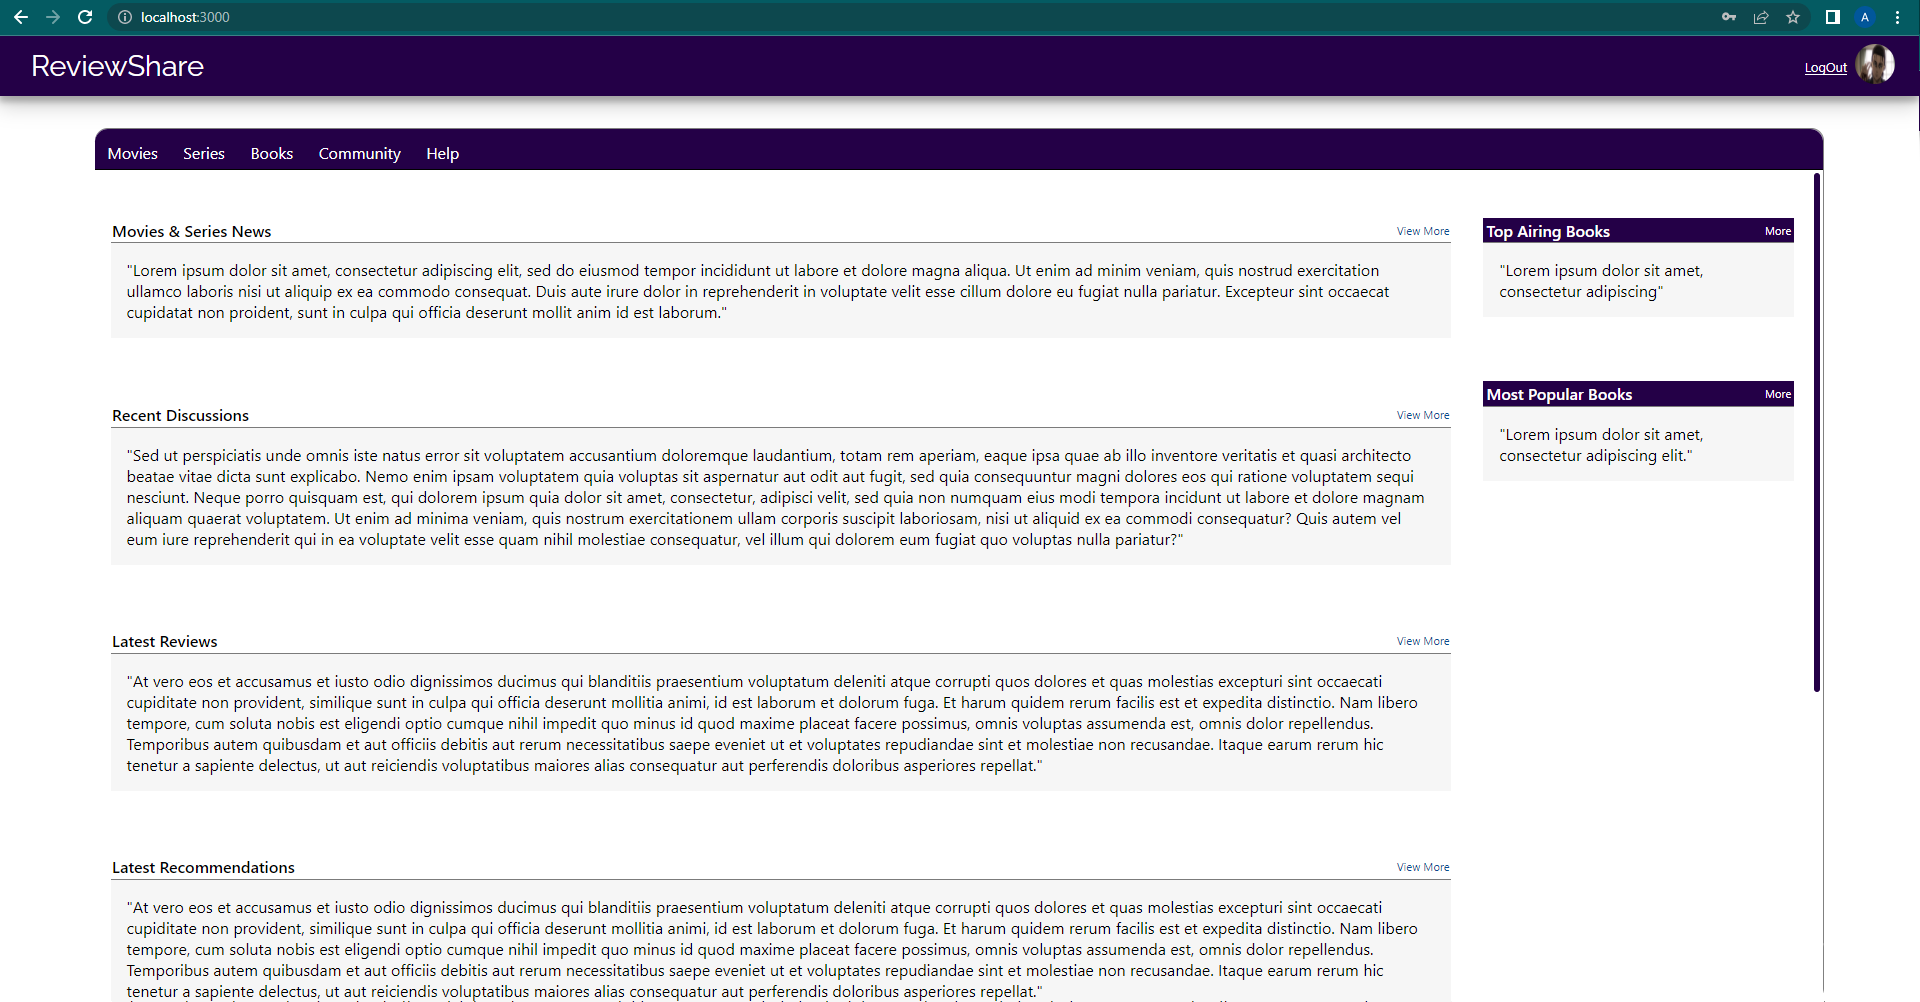 localhost:3000
A
ReviewShare
LogOut
Movies Series Books Community Help
Movies & Series News View More
"Lorem ipsum dolor sit amet, consectetur adipiscing elit, sed do eiusmod tempor incididunt ut labore et dolore magna aliqua. Ut enim ad minim veniam, quis nostrud exercitation
ullamco laboris nisi ut aliquip ex ea commodo consequat. Duis aute irure dolor in reprehenderit in voluptate velit esse cillum dolore eu fugiat nulla pariatur. Excepteur sint occaecat
cupidatat non proident, sunt in culpa qui officia deserunt mollit anim id est laborum."
Recent Discussions View More
"Sed ut perspiciatis unde omnis iste natus error sit voluptatem accusantium doloremque laudantium, totam rem aperiam, eaque ipsa quae ab illo inventore veritatis et quasi architecto
beatae vitae dicta sunt explicabo. Nemo enim ipsam voluptatem quia voluptas sit aspernatur aut odit aut fugit, sed quia consequuntur magni dolores eos qui ratione voluptatem sequi
nesciunt. Neque porro quisquam est, qui dolorem ipsum quia dolor sit amet, consectetur, adipisci velit, sed quia non numquam eius modi tempora incidunt ut labore et dolore magnam
aliquam quaerat voluptatem. Ut enim ad minima veniam, quis nostrum exercitationem ullam corporis suscipit laboriosam, nisi ut aliquid ex ea commodi consequatur? Quis autem vel
eum iure reprehenderit qui in ea voluptate velit esse quam nihil molestiae consequatur, vel illum qui dolorem eum fugiat quo voluptas nulla pariatur?"
Latest Reviews View More
"At vero eos et accusamus et iusto odio dignissimos ducimus qui blanditiis praesentium voluptatum deleniti atque corrupti quos dolores et quas molestias excepturi sint occaecati
cupiditate non provident, similique sunt in culpa qui officia deserunt mollitia animi, id est laborum et dolorum fuga. Et harum quidem rerum facilis est et expedita distinctio. Nam libero
tempore, cum soluta nobis est eligendi optio cumque nihil impedit quo minus id quod maxime placeat facere possimus, omnis voluptas assumenda est, omnis dolor repellendus.
Temporibus autem quibusdam et aut officiis debitis aut rerum necessitatibus saepe eveniet ut et voluptates repudiandae sint et molestiae non recusandae. Itaque earum rerum hic
tenetur a sapiente delectus, ut aut reiciendis voluptatibus maiores alias consequatur aut perferendis doloribus asperiores repellat."
Latest Recommendations View More
"At vero eos et accusamus et iusto odio dignissimos ducimus qui blanditiis praesentium voluptatum deleniti atque corrupti quos dolores et quas molestias excepturi sint occaecati
cupiditate non provident, similique sunt in culpa qui officia deserunt mollitia animi, id est laborum et dolorum fuga. Et harum quidem rerum facilis est et expedita distinctio. Nam libero
tempore, cum soluta nobis est eligendi optio cumque nihil impedit quo minus id quod maxime placeat facere possimus, omnis voluptas assumenda est, omnis dolor repellendus.
Temporibus autem quibusdam et aut officiis debitis aut rerum necessitatibus saepe eveniet ut et voluptates repudiandae sint et molestiae non recusandae. Itaque earum rerum hic
tenetur a sapiente delectus, ut aut reiciendis voluptatibus maiores alias consequatur aut perferendis doloribus asperiores repellat."
Top Airing Books More
"Lorem ipsum dolor sit amet,
consectetur adipiscing"
Most Popular Books More
"Lorem ipsum dolor sit amet,
consectetur adipiscing elit."